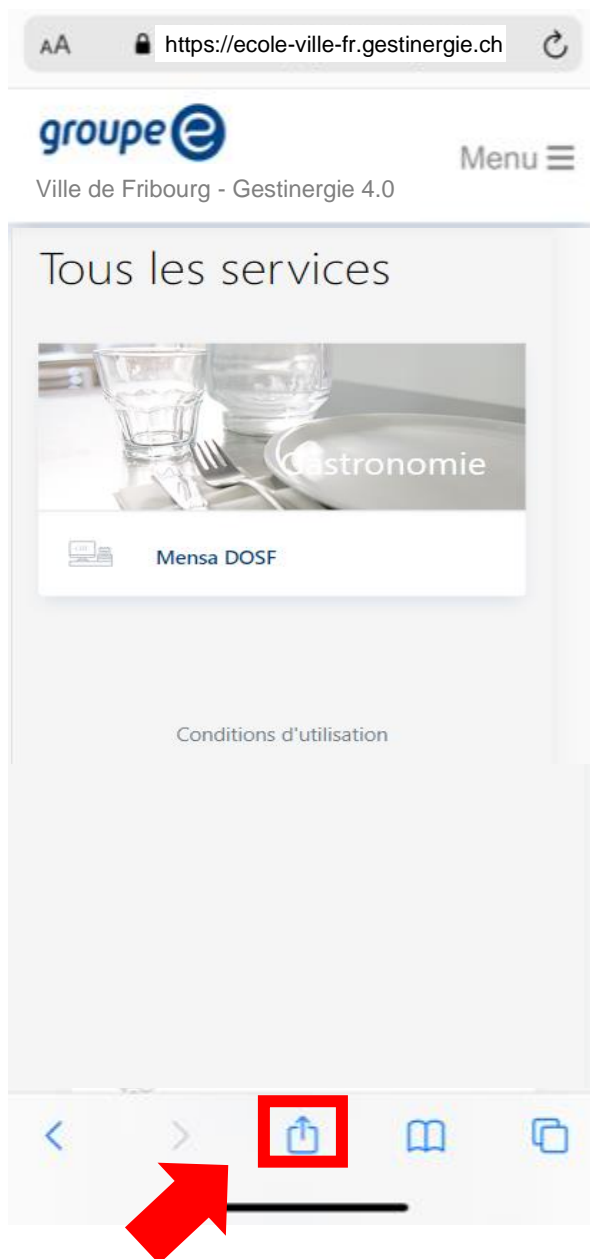 AA https://ecole-ville-fr.gestinergie.ch
groupe e
Menu
Ville de Fribourg - Gestinergie 4.0
Tous les services
Gastronomie
Mensa DOSF
Conditions d'utilisation